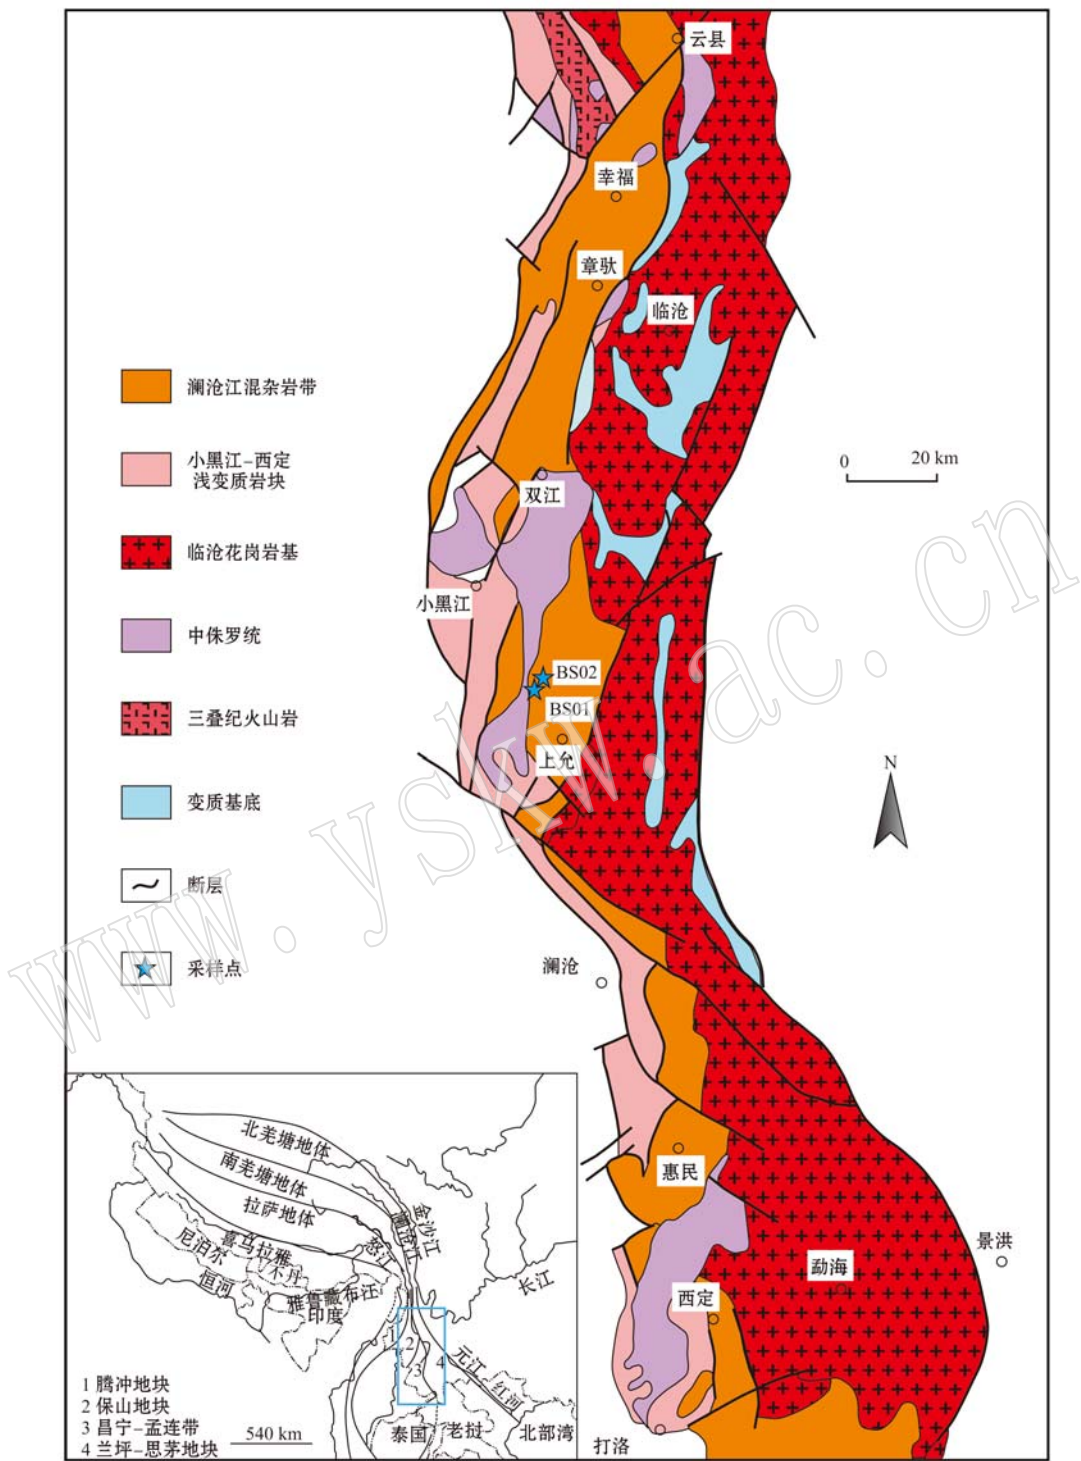 云县
幸福
章驮
临沧
澜沧江混杂岩带
小黑江-西定
浅变质岩块
0 20 km
双江
临沧花岗岩基
小黑江
中侏罗统
BS02
BS01
三叠纪火山岩
上允
N
变质基底
断层
采样点
澜沧
惠民
景洪
勐海
西定
打洛
北羌塘地体
南羌塘地体
拉萨地体
金沙江
澜沧江
怒江
喜马拉雅
尼泊尔
不丹
恒河
雅鲁藏布江
印度
长江
1
2
3
4
元江-红河
1 腾冲地块
2 保山地块
3 昌宁-孟连带
4 兰坪-思茅地块
540 km
泰国
老挝
北部湾
www.yskw.ac.cn